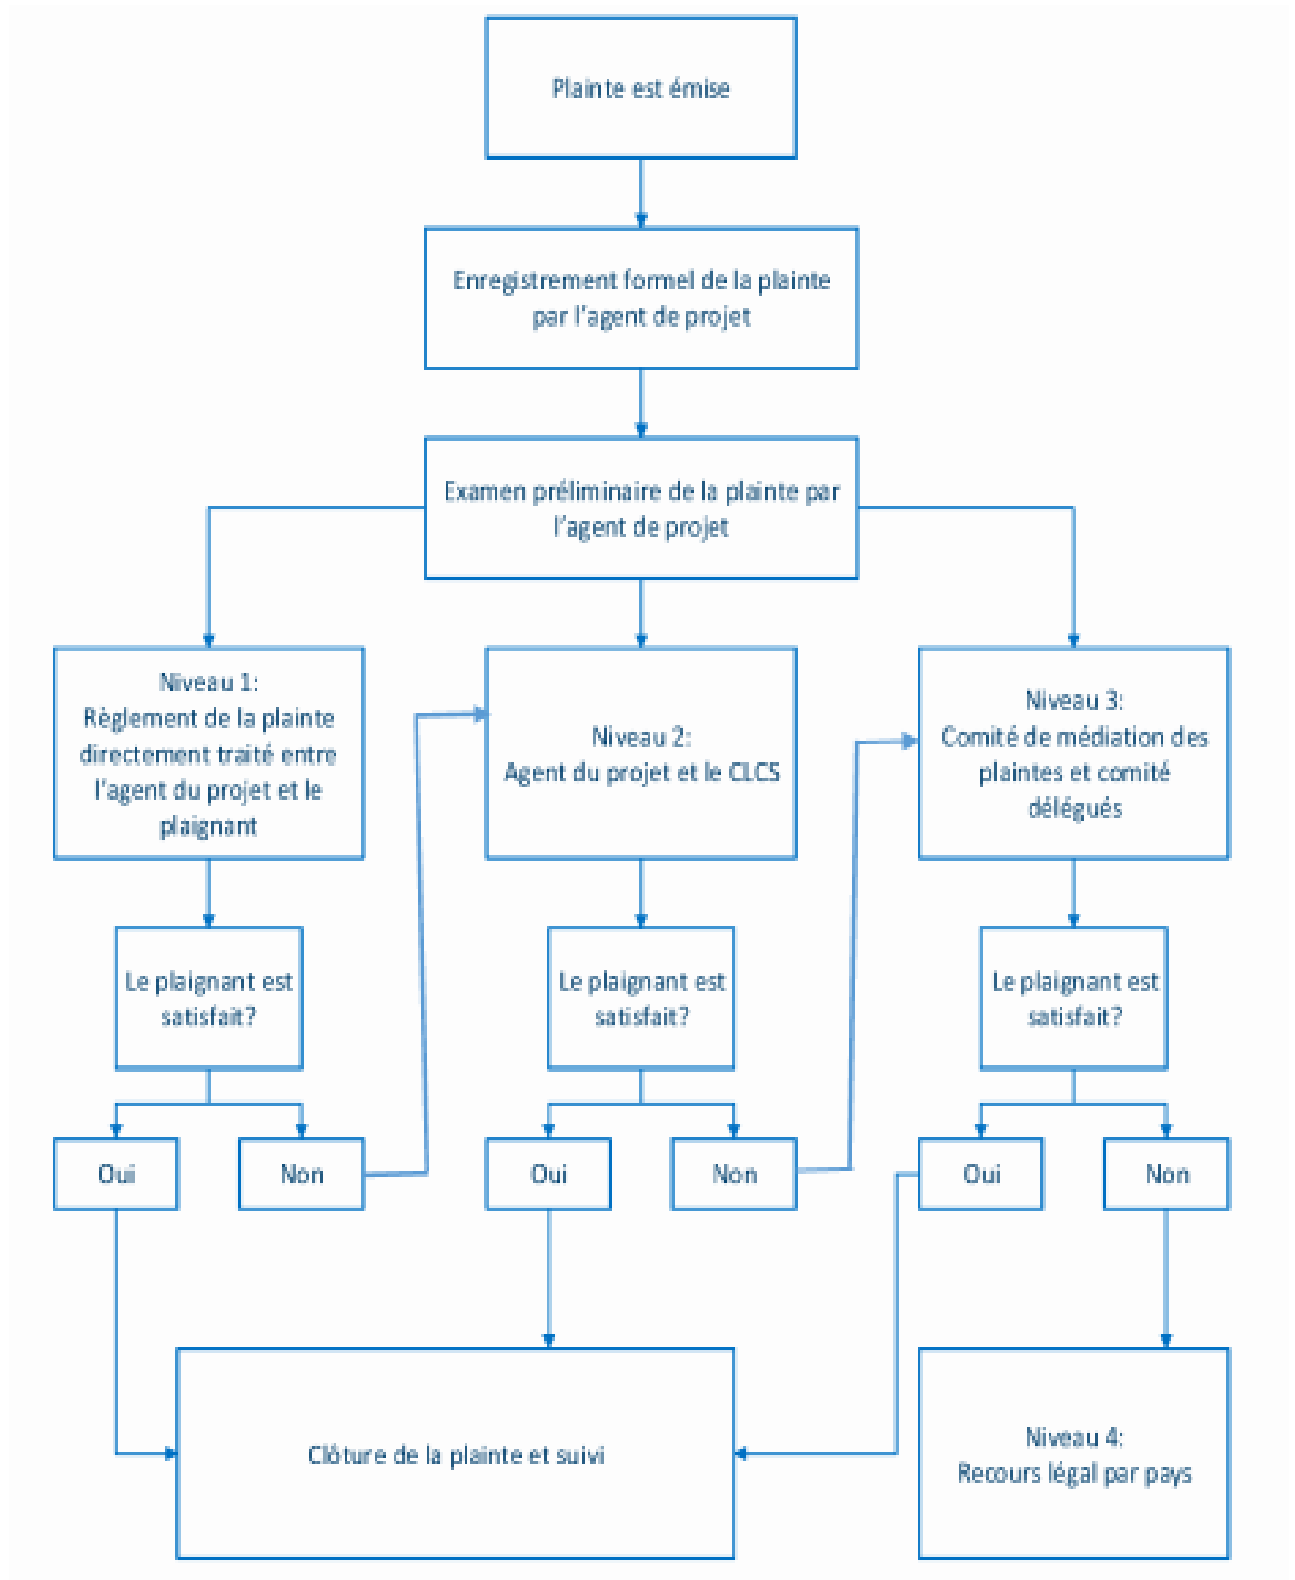 Plainte est émise
Enregistrement formel de la plainte
par l'agent de projet
Examen préliminaire de la plainte par
l'agent de projet
Niveau 1:
Règlement de la plainte
directement traité entre
l'agent du projet et le
plaignant
Niveau 2:
Agent du projet et le CLCS
Niveau 3:
Comité de médiation des
plaintes et comité
délégués
Le plaignant est
satisfait?
Le plaignant est
satisfait?
Le plaignant est
satisfait?
Oui
Non
Oui
Non
Oui
Non
Clôture de la plainte et suivi
Niveau 4:
Recours légal par pays